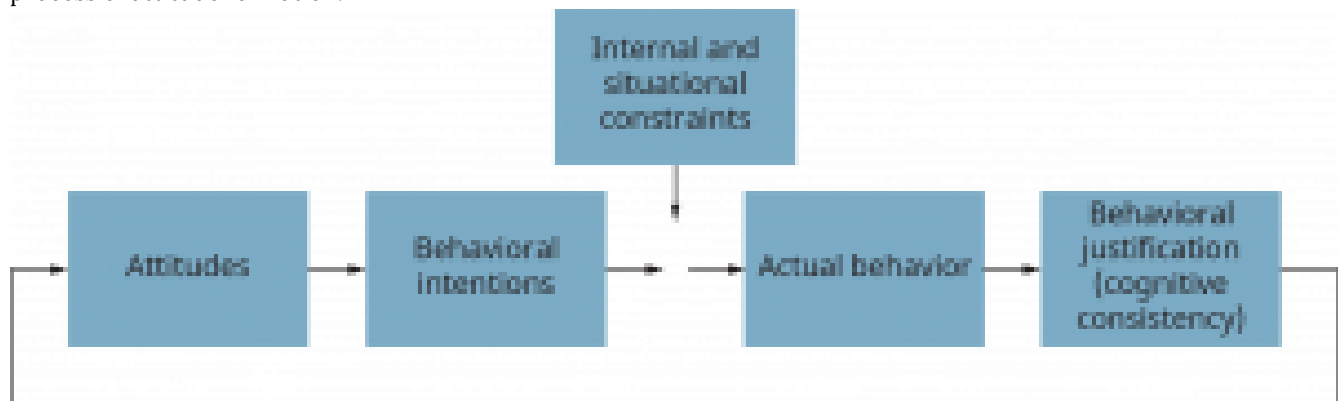 Internal and
situational
constraints
Attitudes
Behavioral
intentions
Actual behavior
Behavioral
justification
(cognitive
consistency)